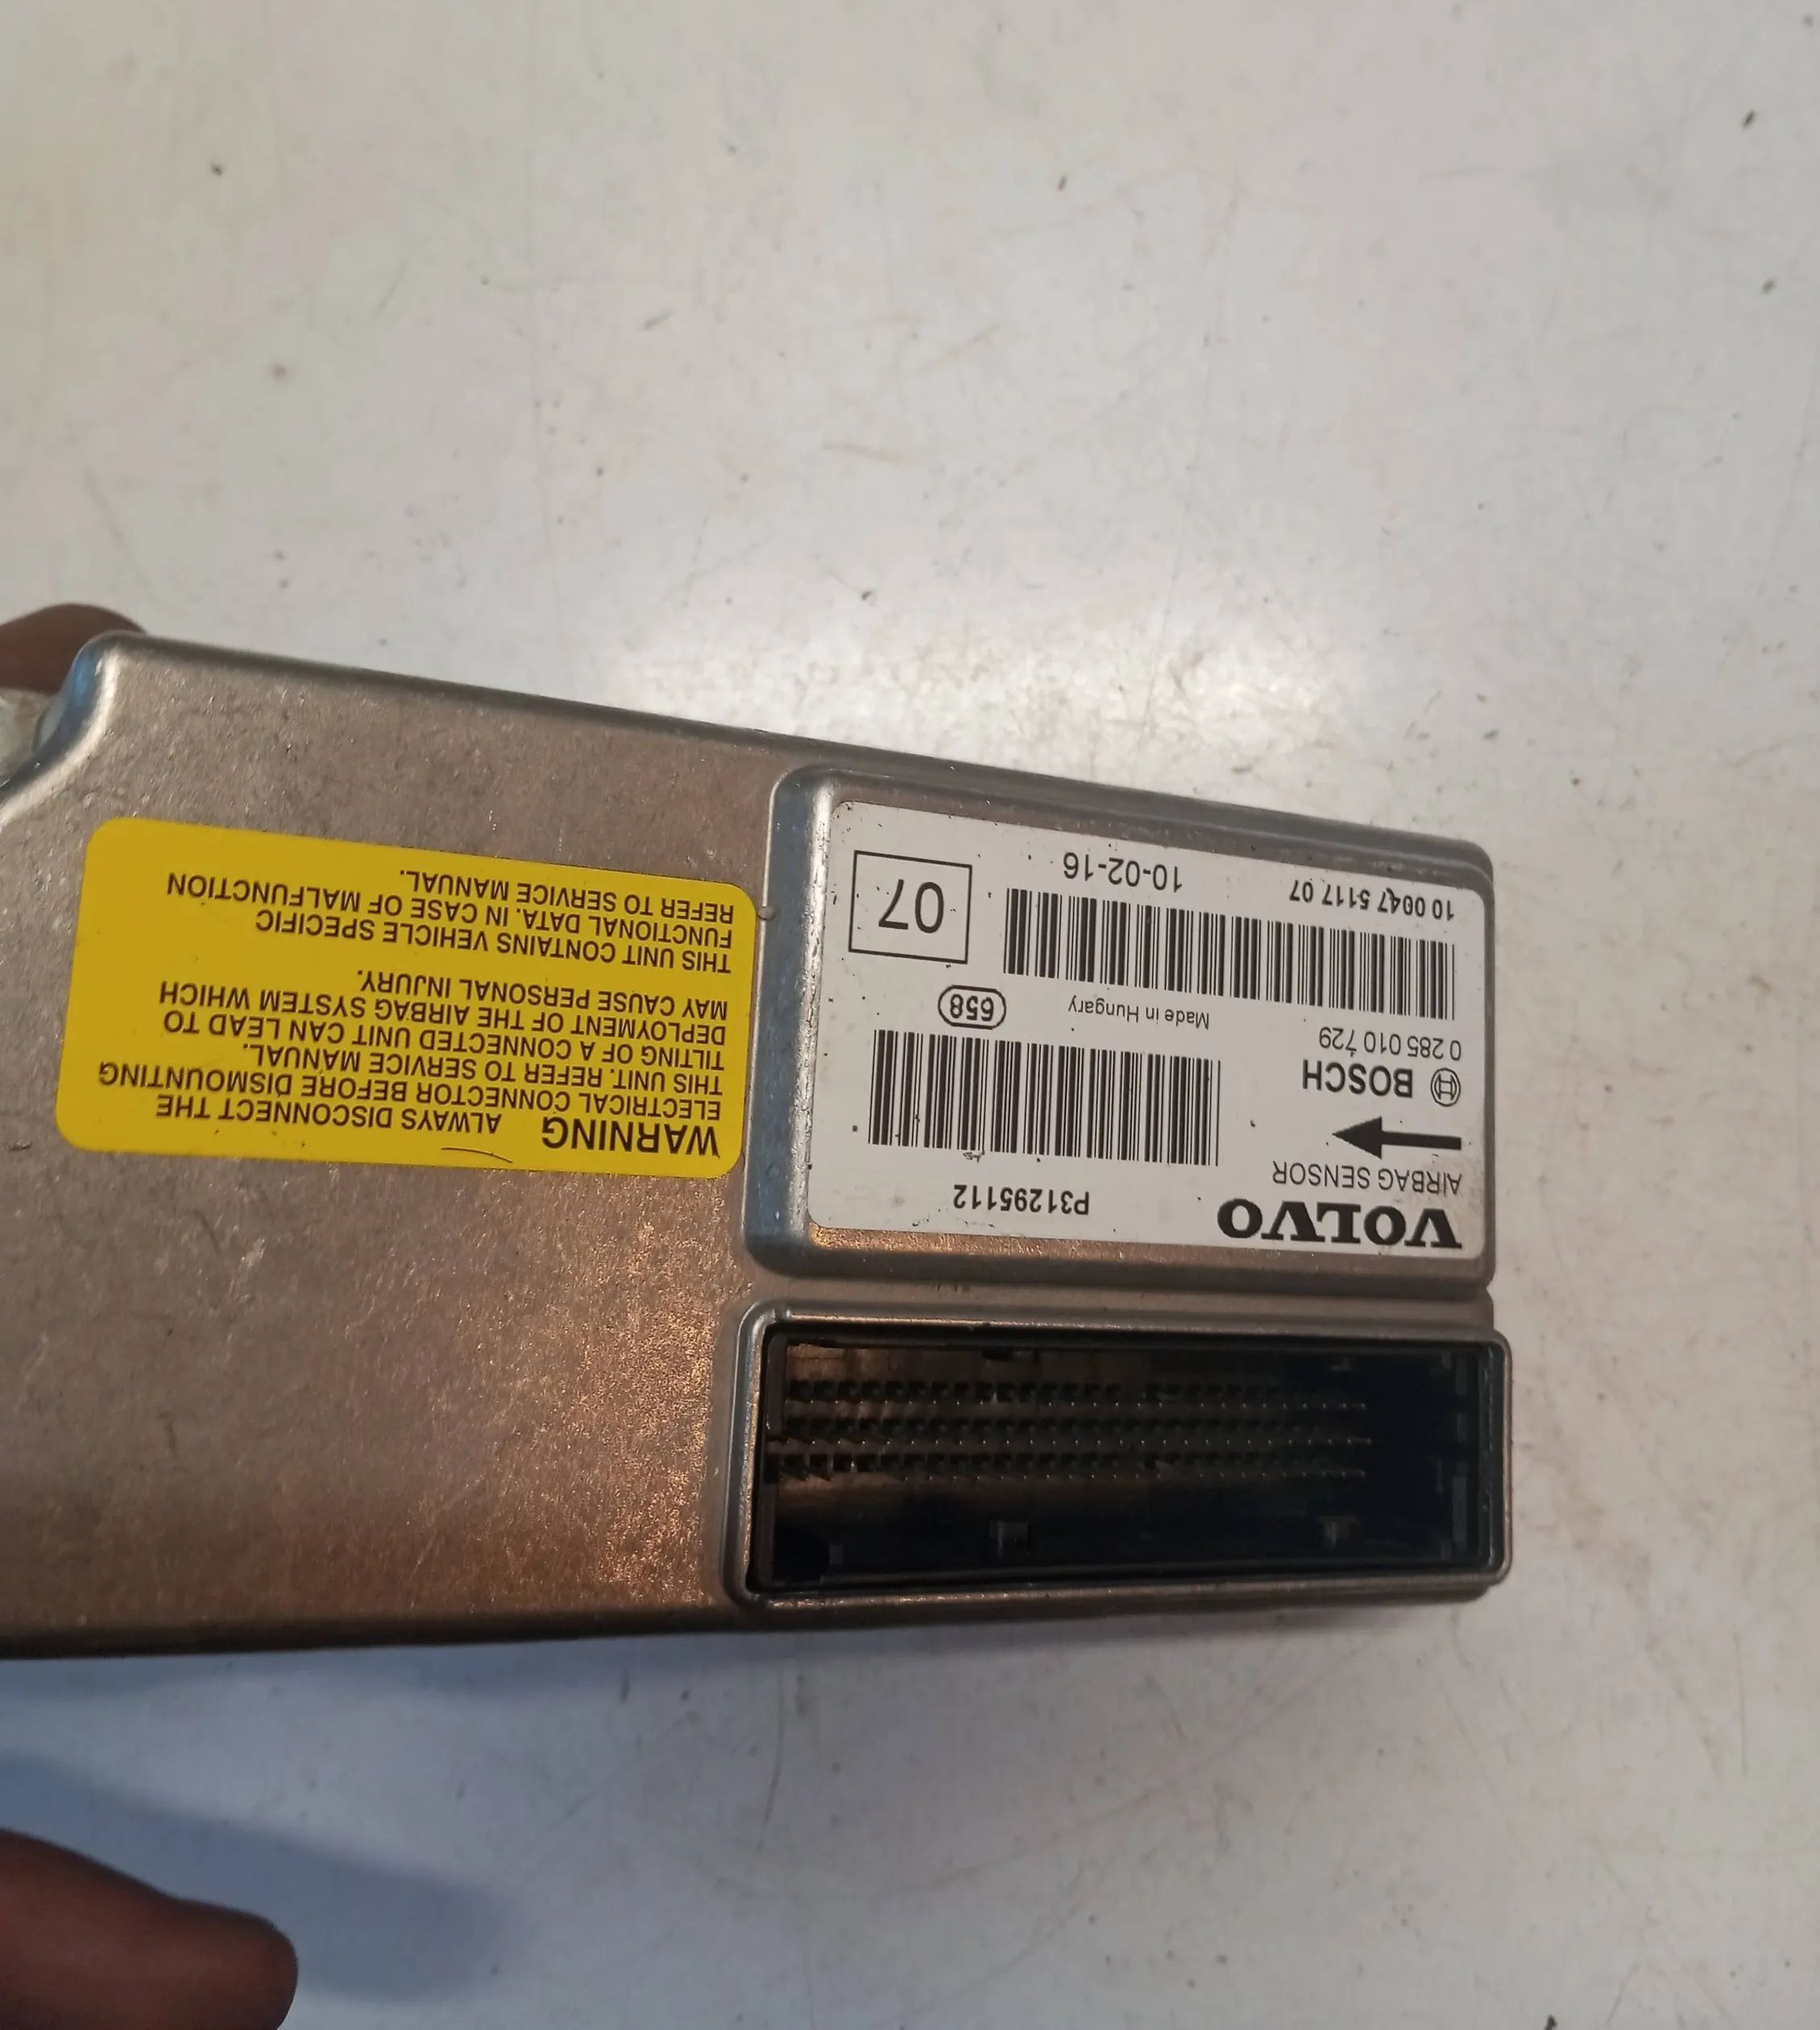 VOLVO
P31295112
AIRBAG SENSOR
BOSCH
0 285 010 729
Made in Hungary
658
10 0047 5117 07
10-02-16
07
WARNING ALWAYS DISCONNECT THE
ELECTRICAL CONNECTOR BEFORE DISMOUNTING
THIS UNIT. REFER TO SERVICE MANUAL.
TILTING OF A CONNECTED UNIT CAN LEAD TO
DEPLOYMENT OF THE AIRBAG SYSTEM WHICH
MAY CAUSE PERSONAL INJURY.
THIS UNIT CONTAINS VEHICLE SPECIFIC
FUNCTIONAL DATA. IN CASE OF MALFUNCTION
REFER TO SERVICE MANUAL.